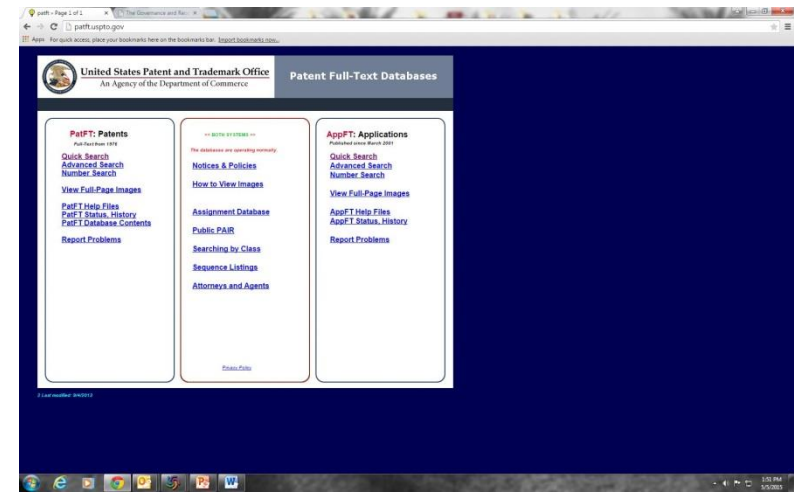 patft - Page 1 of 1
The Governance and
patft.uspto.gov
Apps For quick access, place your bookmarks here on the bookmarks bar. Import bookmarks now...
United States Patent and Trademark Office
An Agency of the Department of Commerce
Patent Full-Text Databases
PatFT: Patents
Full-Text from 1976
Quick Search
Advanced Search
Number Search
View Full-Page Images
PatFT Help Files
PatFT Status, History
PatFT Database Contents
Report Problems
>> BOTH SYSTEMS <<
The databases are operating normally.
Notices & Policies
How to View Images
Assignment Database
Public PAIR
Searching by Class
Sequence Listings
Attorneys and Agents
Privacy Policy
AppFT: Applications
Published since March 2001
Quick Search
Advanced Search
Number Search
View Full-Page Images
AppFT Help Files
AppFT Status, History
Report Problems
Last modified:
3:51 PM
5/5/2015